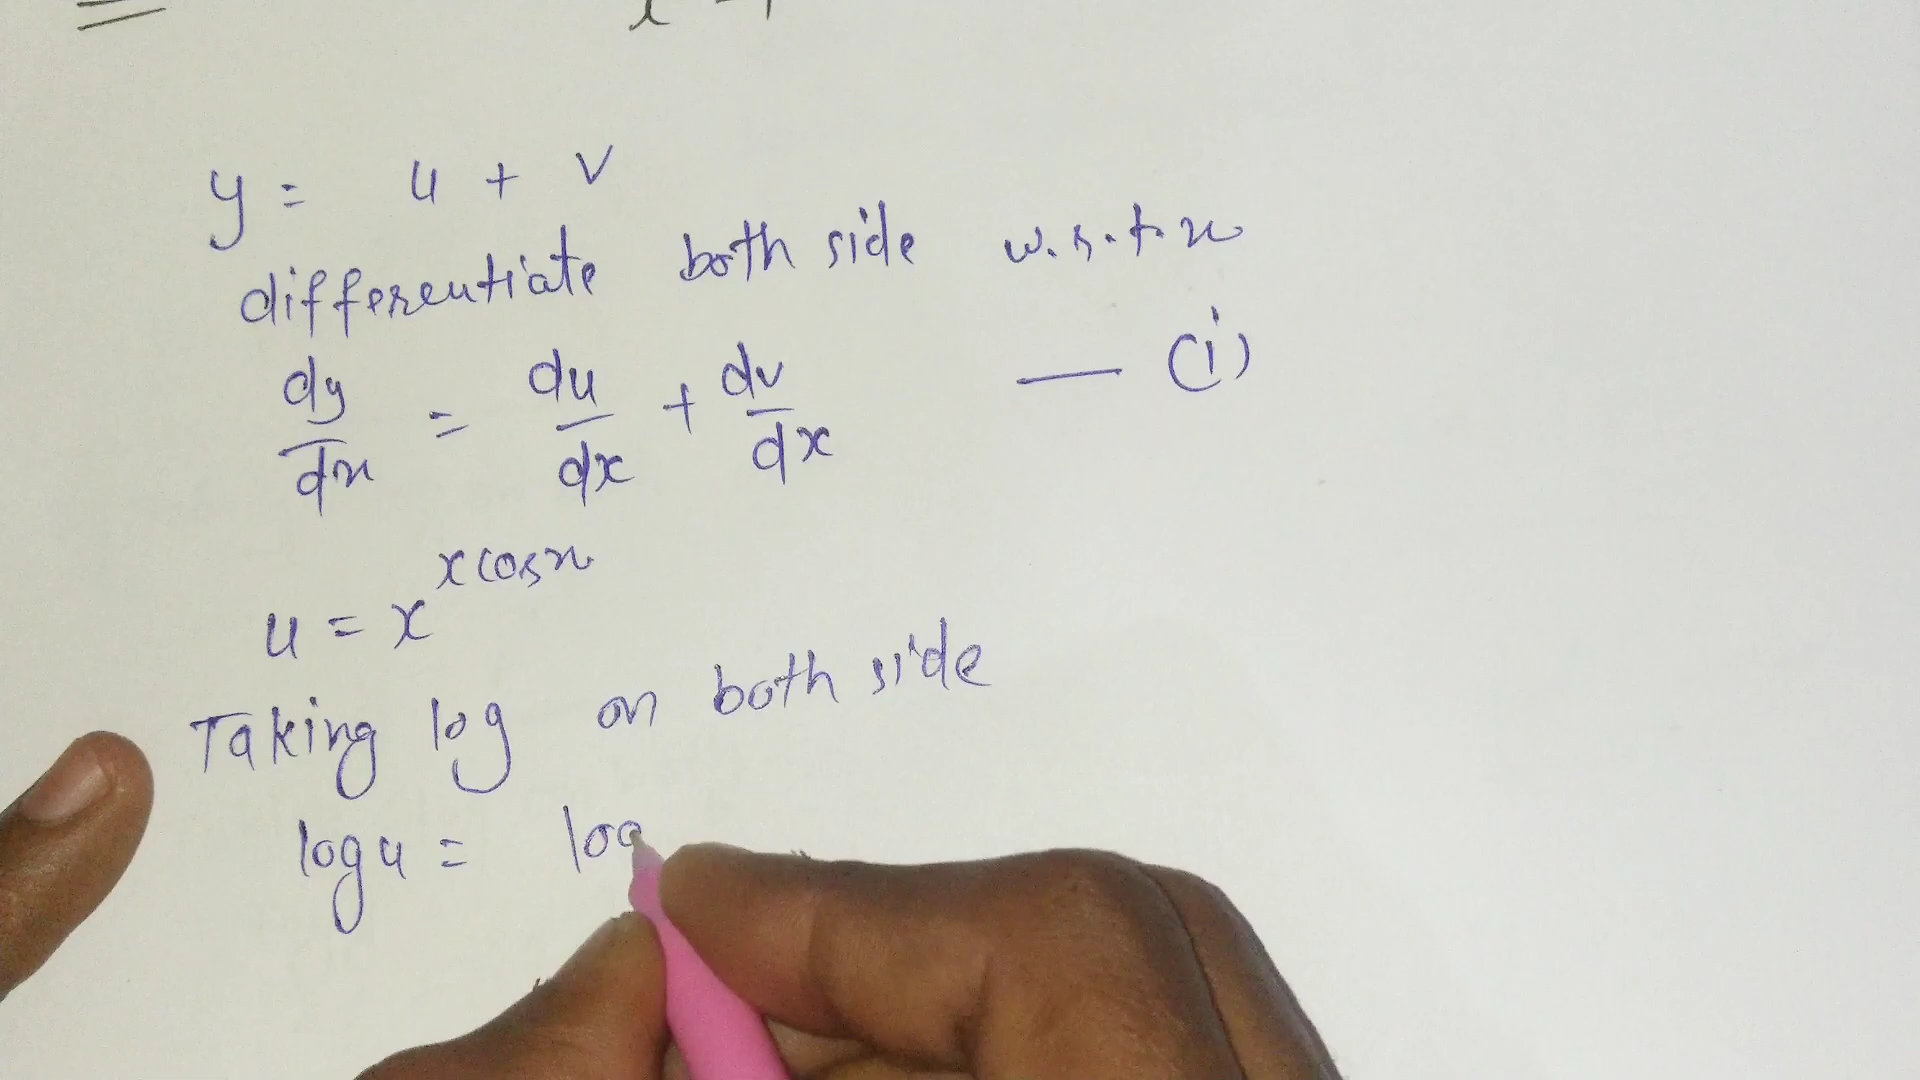 y = u + v
differentiate both side w.r.t. x
dy/dx = du/dx + dv/dx — (i)
u = x^{x cosx}
Taking log on both side
log u = log